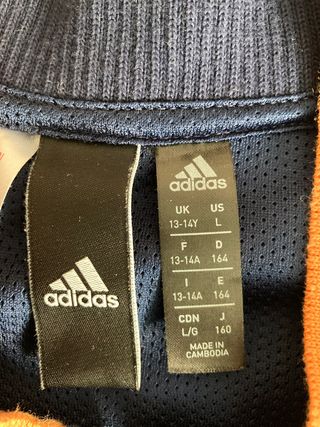 adidas
adidas
UK US
13-14Y L
F D
13-14A 164
I E
13-14A 164
CDN J
L/G 160
MADE IN
CAMBODIA